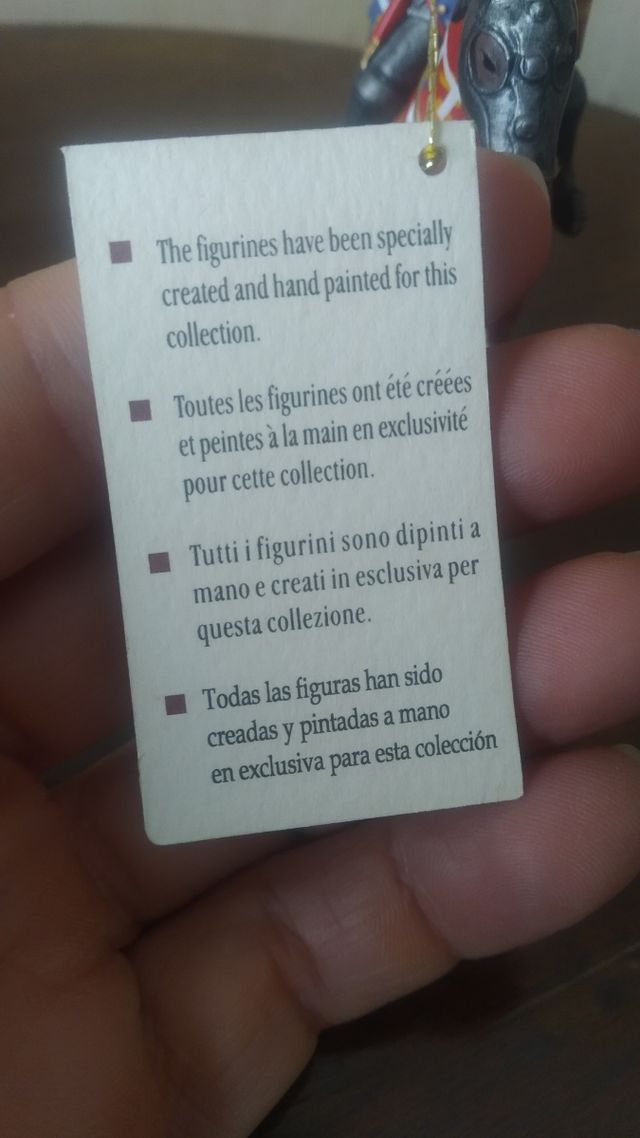 The figurines have been specially
created and hand painted for this
collection.
Toutes les figurines ont été créées
et peintes à la main en exclusivité
pour cette collection.
Tutti i figurini sono dipinti a
mano e creati in esclusiva per
questa collezione.
Todas las figuras han sido
creadas y pintadas a mano
en exclusiva para esta colección